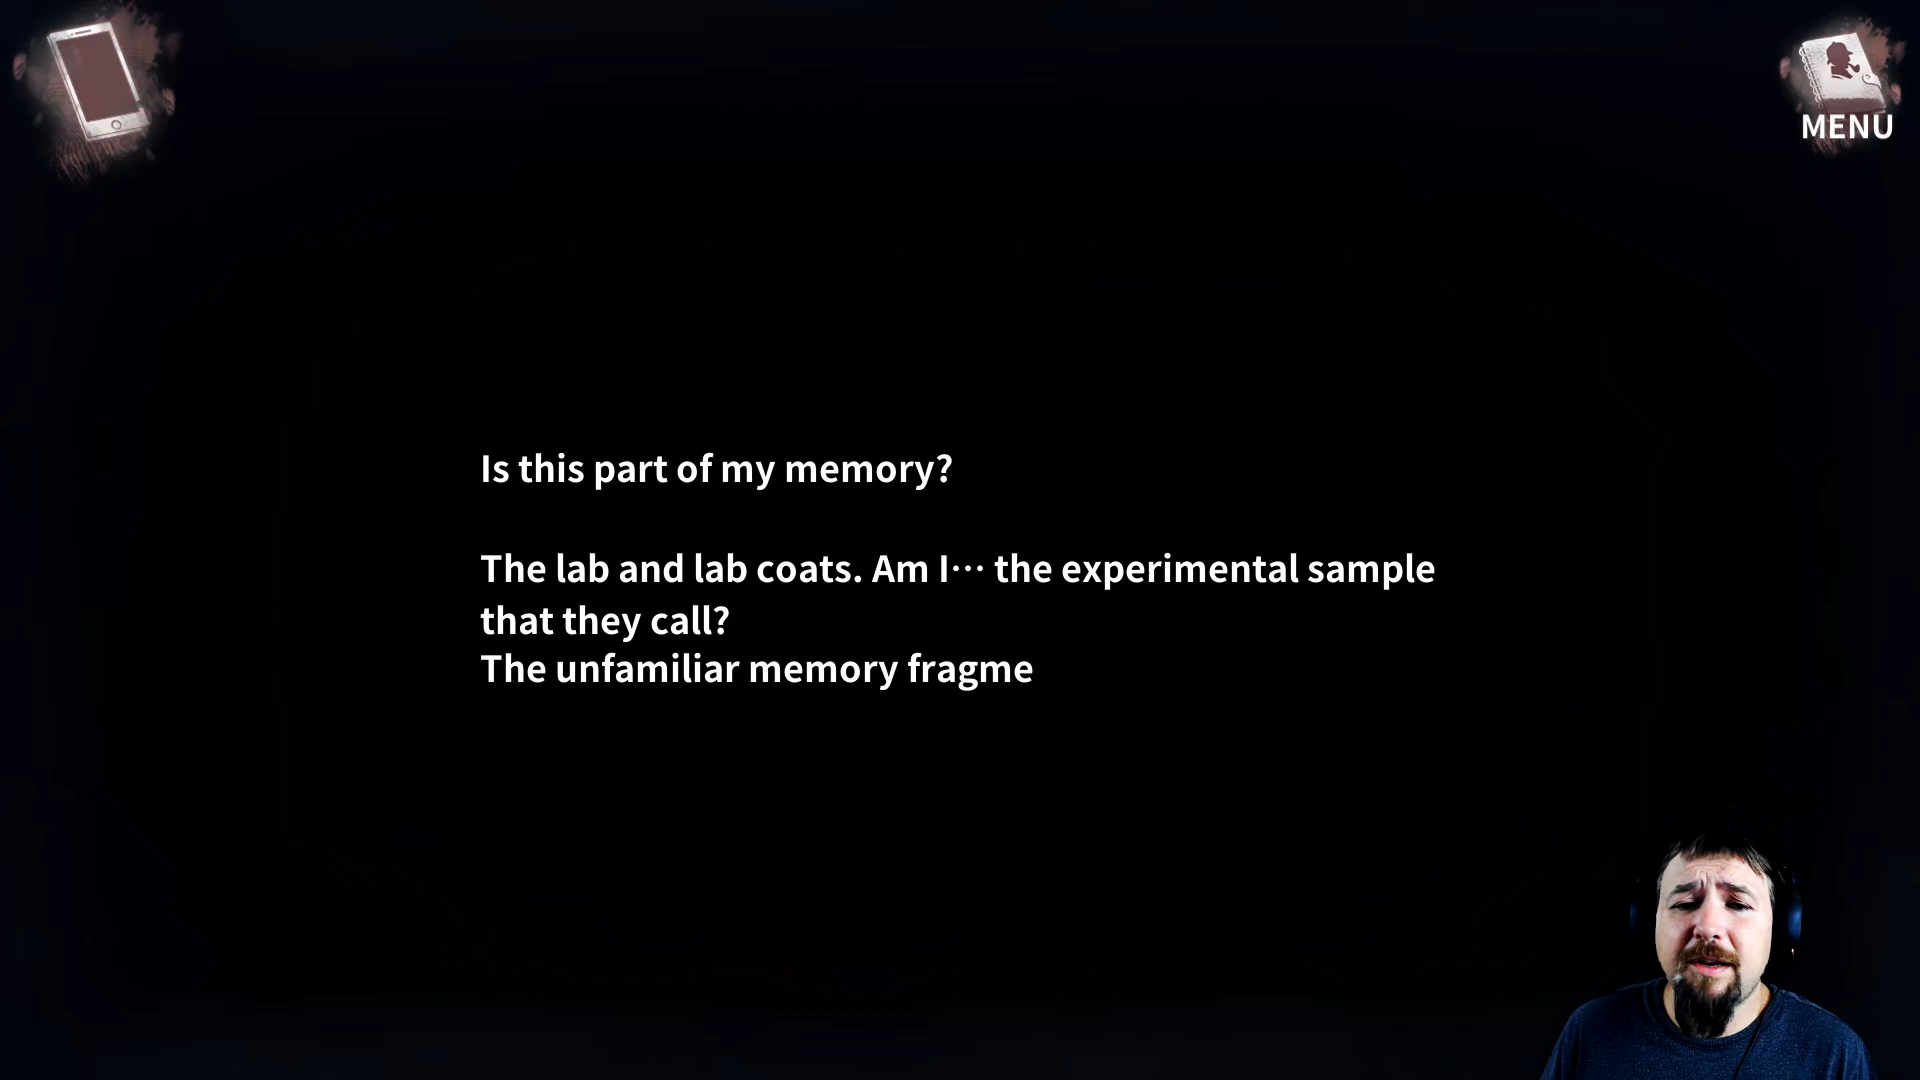 MENU
Is this part of my memory?
The lab and lab coats. Am I⋯ the experimental sample
that they call?
The unfamiliar memory fragme